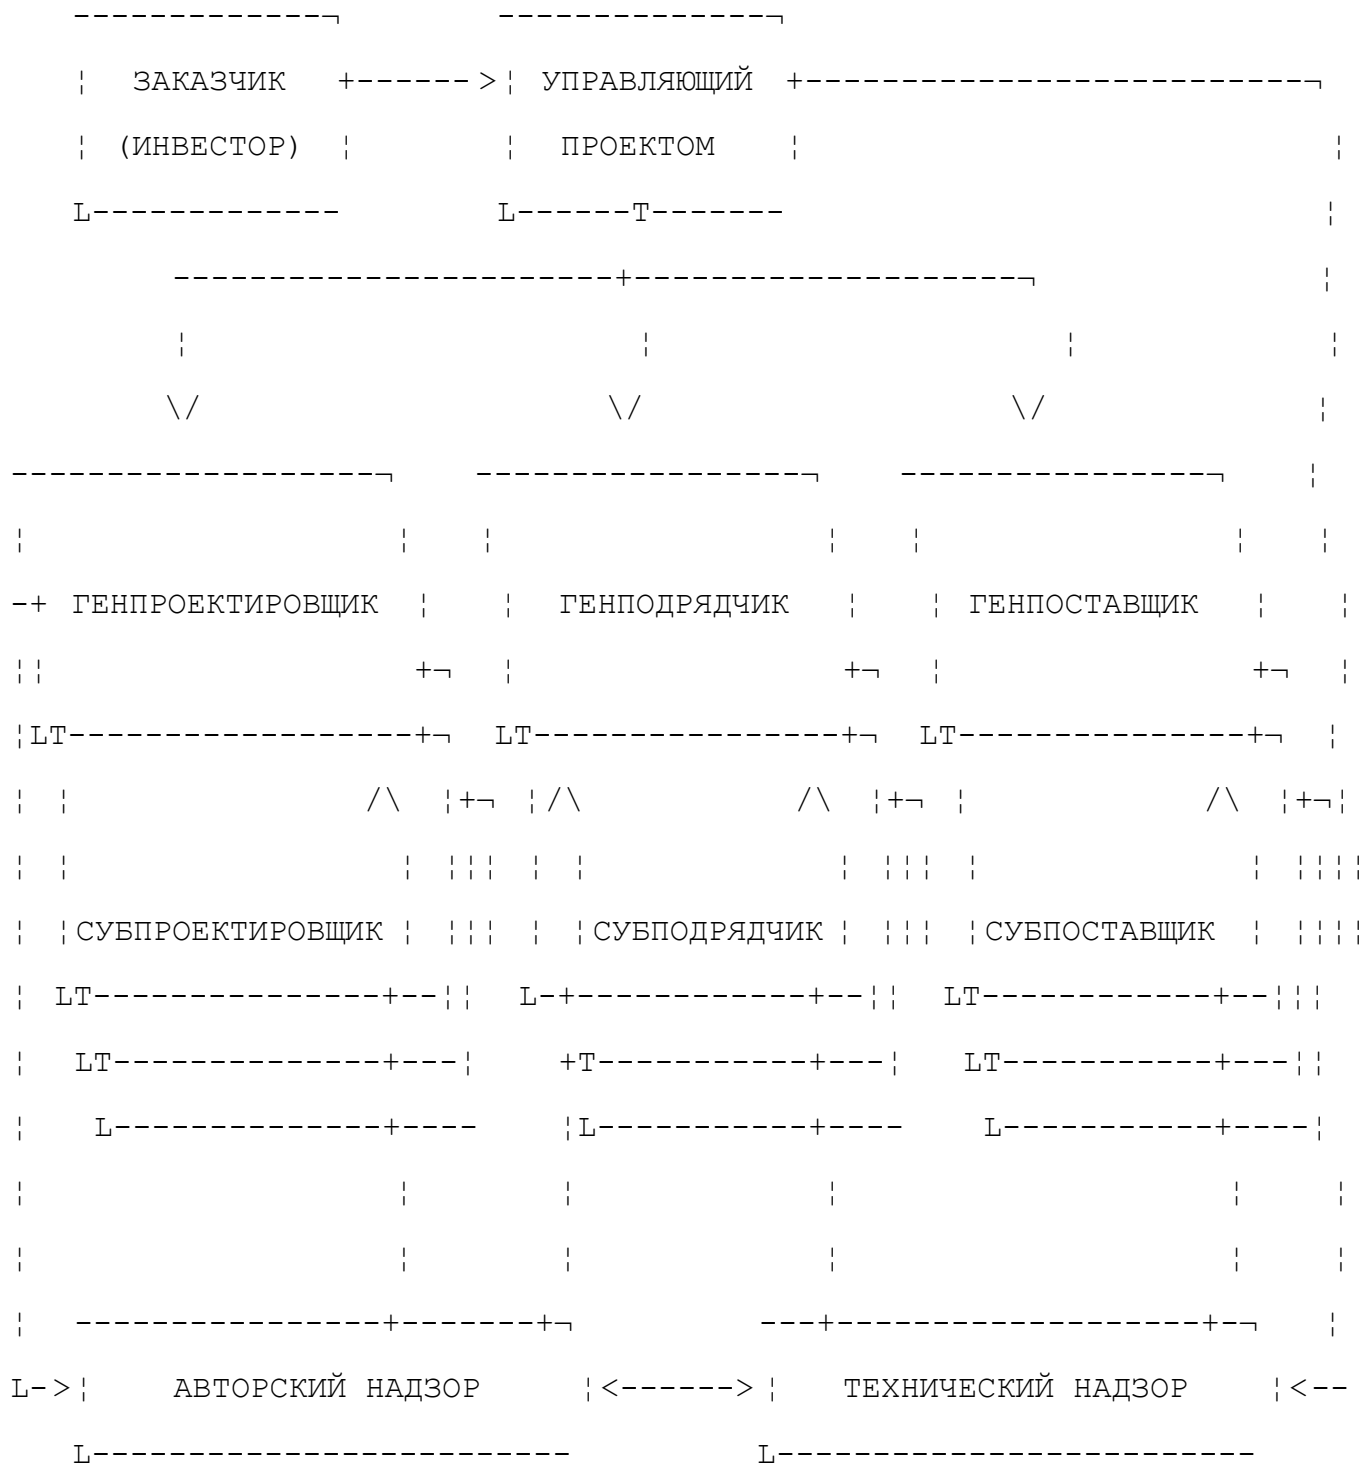 ЗАКАЗЧИК УПРАВЛЯЮЩИЙ
(ИНВЕСТОР) ПРОЕКТОМ
ГЕНПРОЕКТИРОВЩИК ГЕНПОДРЯДЧИК ГЕНПОСТАВЩИК
СУБПРОЕКТИРОВЩИК СУБПОДРЯДЧИК СУБПОСТАВЩИК
АВТОРСКИЙ НАДЗОР ТЕХНИЧЕСКИЙ НАДЗОР